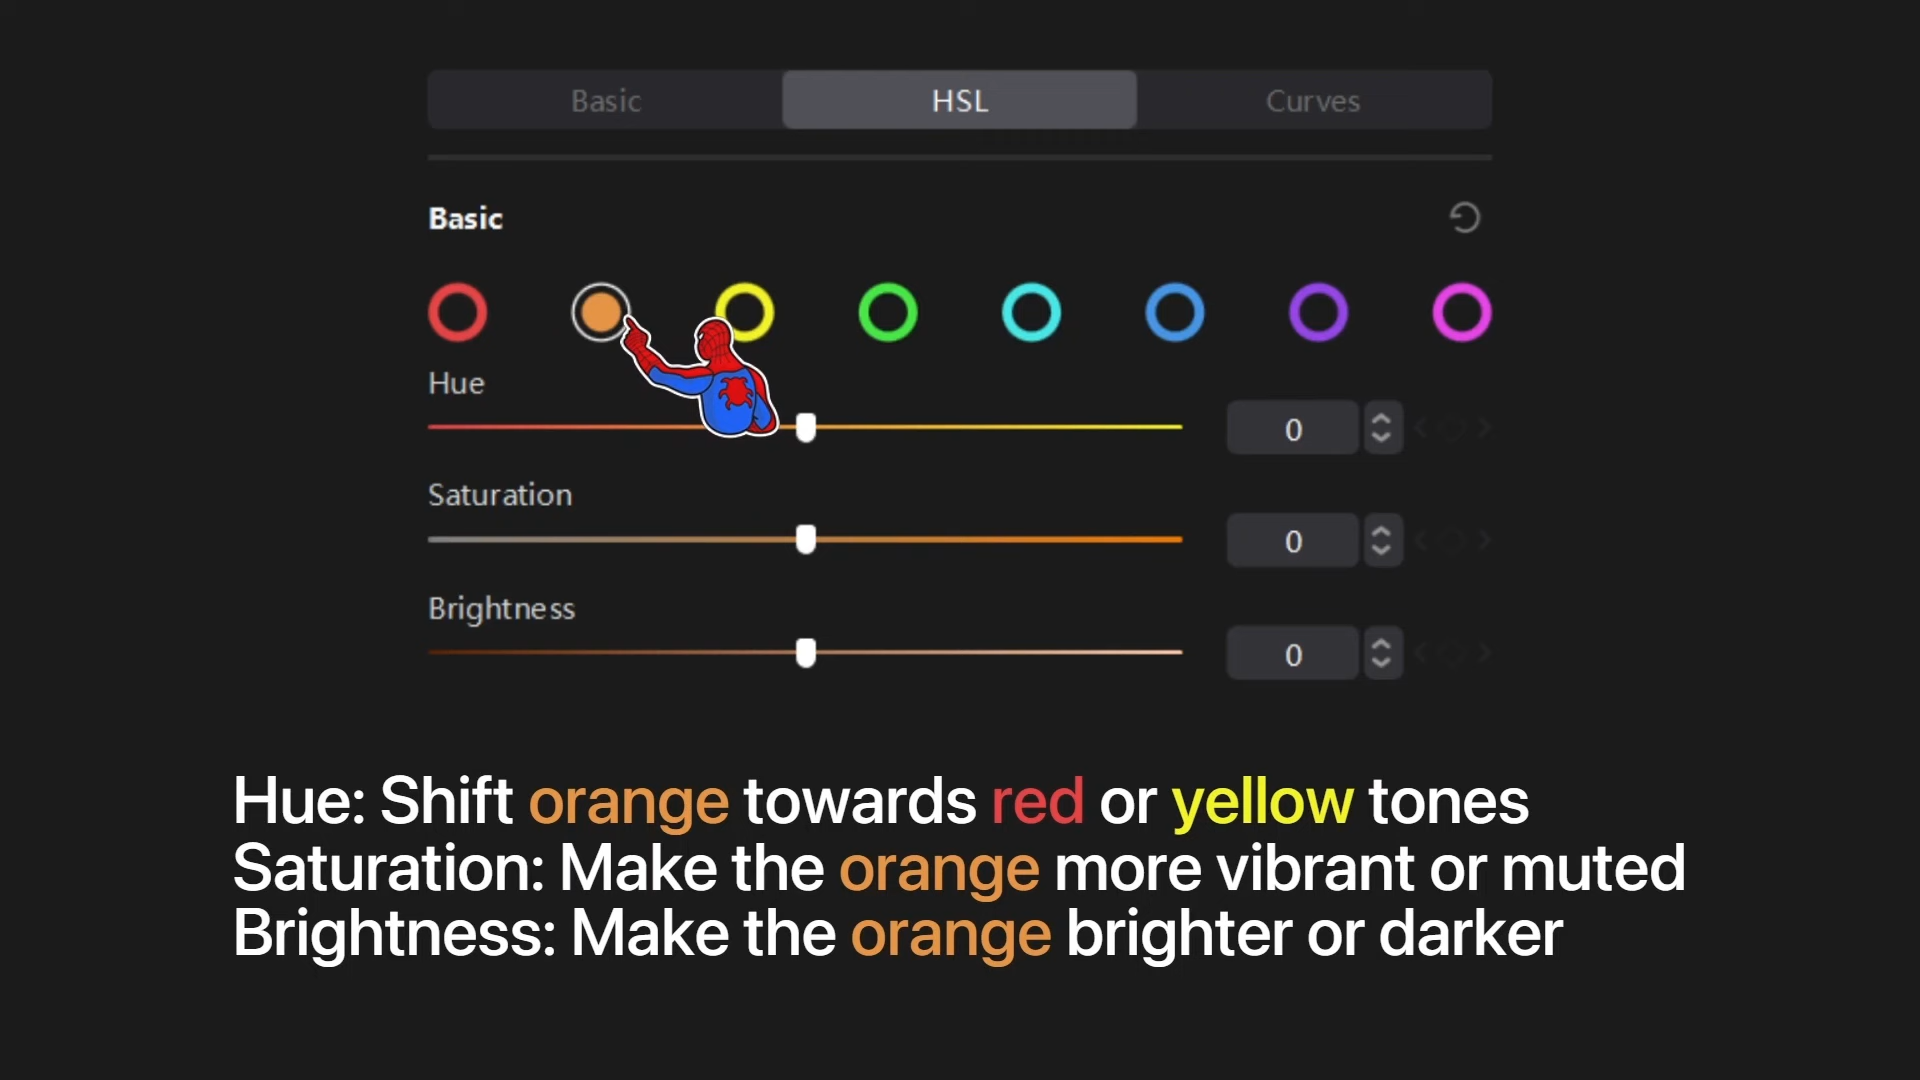 Basic HSL Curves
Basic
Hue
0
Saturation
0
Brightness
0
Hue: Shift orange towards red or yellow tones
Saturation: Make the orange more vibrant or muted
Brightness: Make the orange brighter or darker